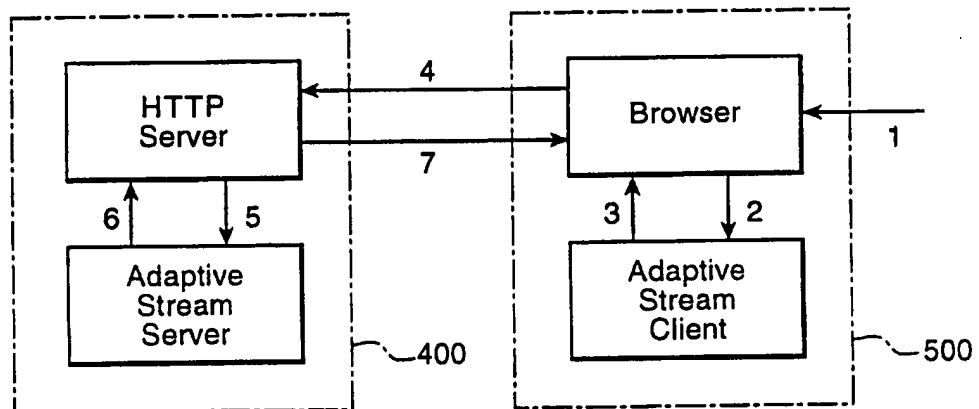 HTTP
Server
4
7
Browser
1
6
5
3
2
Adaptive
Stream
Server
400
Adaptive
Stream
Client
500